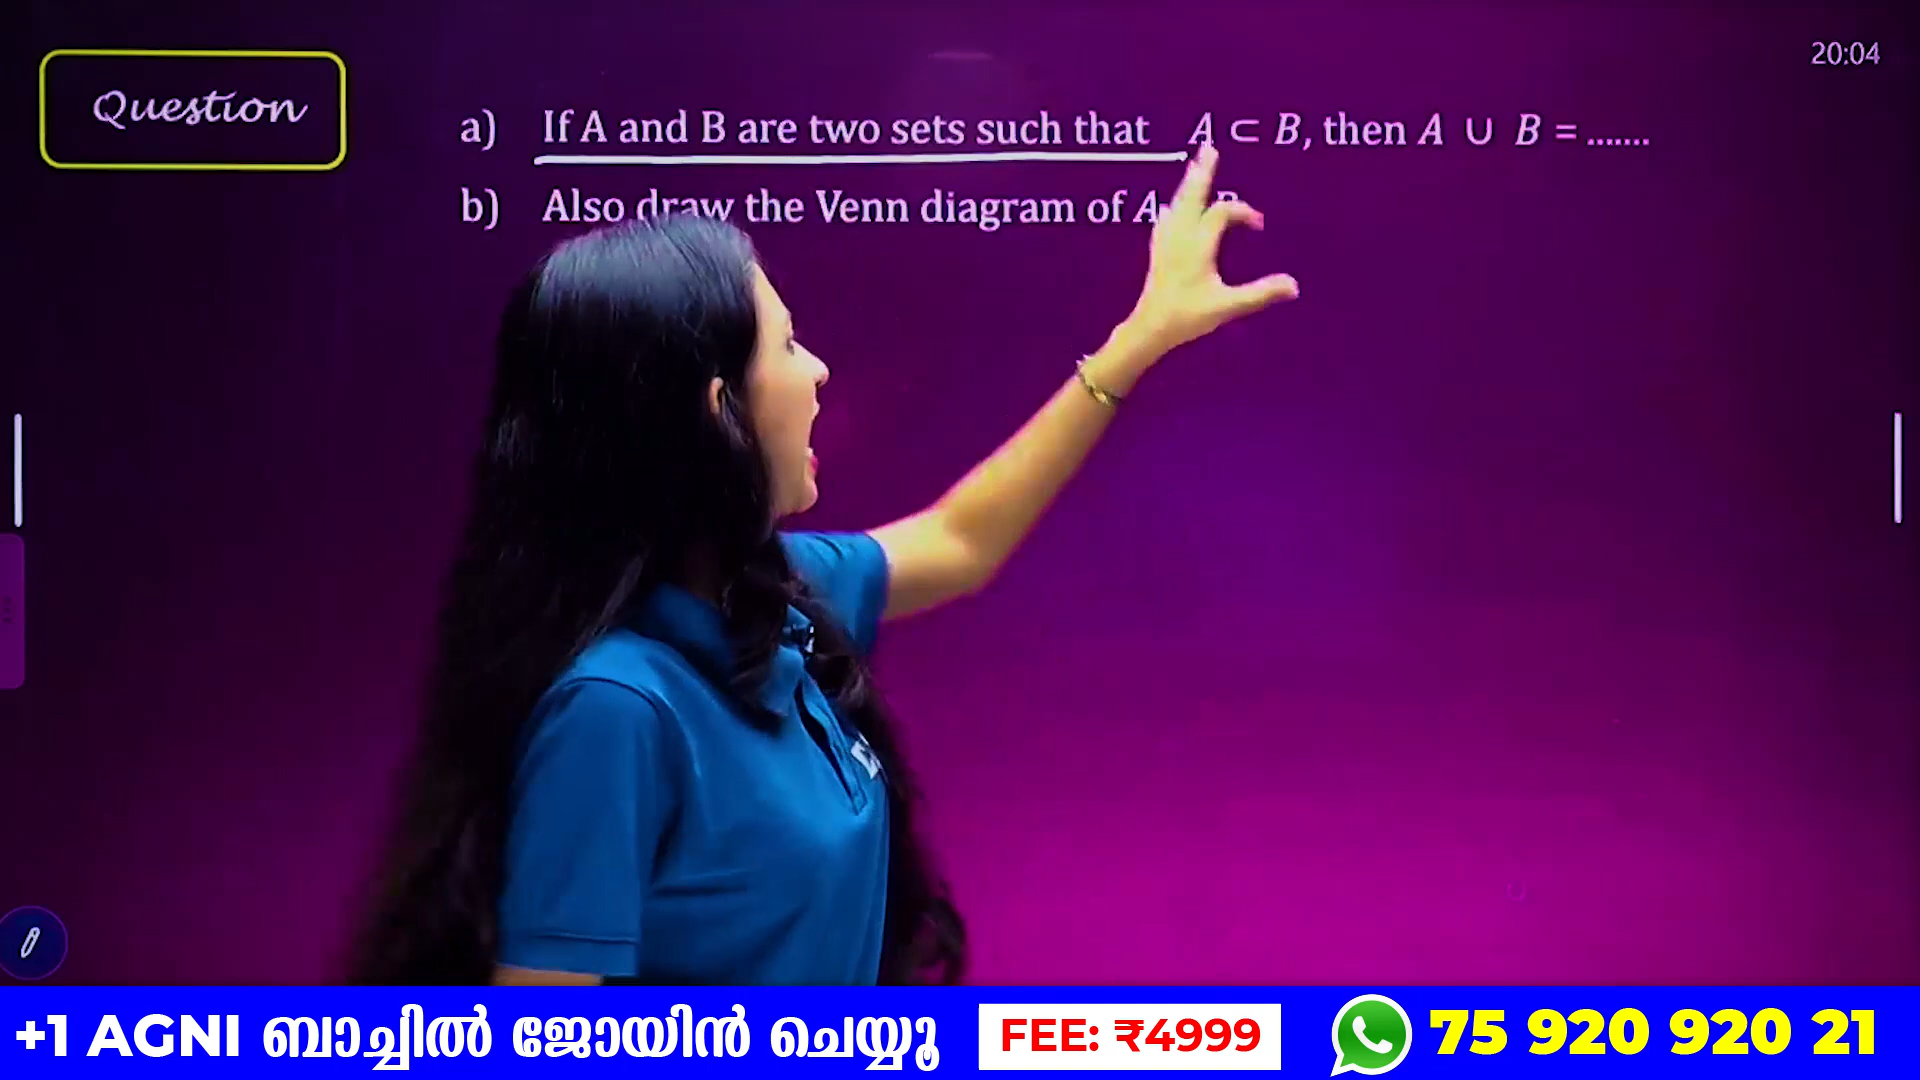 20:04
Question
a) If A and B are two sets such that A ⊂ B, then A ∪ B = .......
b) Also draw the Venn diagram of A
+1 AGNI ബാച്ചിൽ ജോയിൻ ചെയ്യൂ
FEE: ₹4999
75 920 920 21